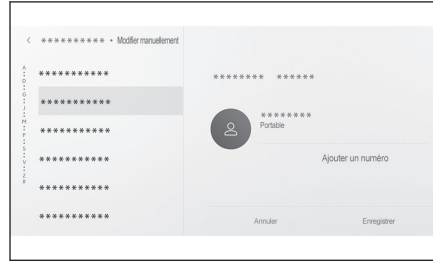 < ********** • Modifier manuellement
A
D
G
J
M
P
S
V
Z
#
***********
***********
***********
***********
***********
***********
******** ******
********
Portable
Ajouter un numéro
Annuler
Enregistrer